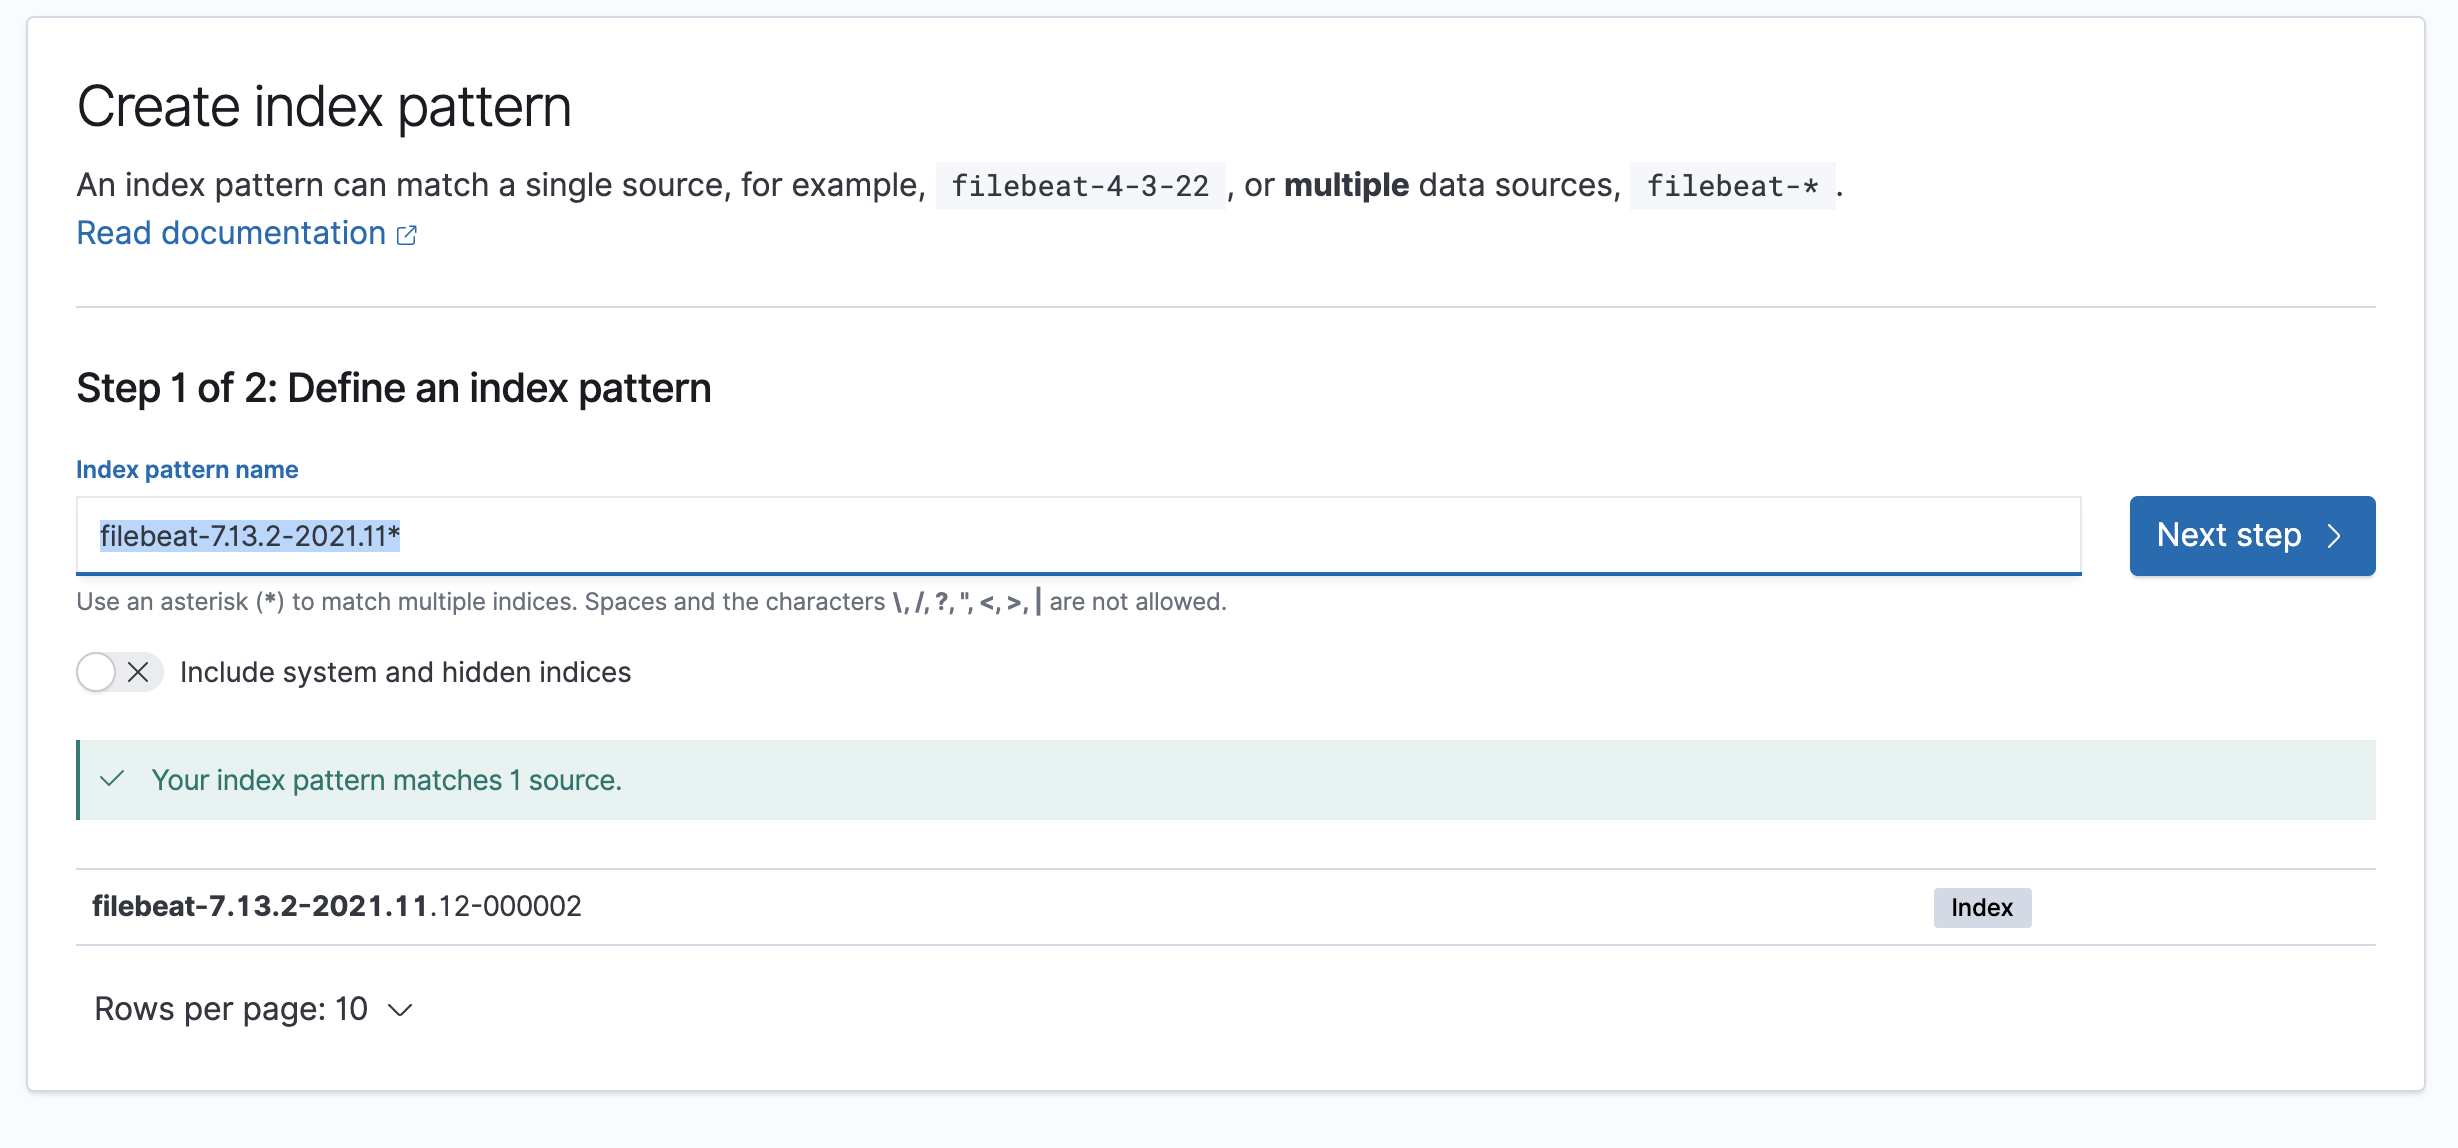 Create index pattern
An index pattern can match a single source, for example, filebeat-4-3-22 , or multiple data sources, filebeat-* .
Read documentation
Step 1 of 2: Define an index pattern
Index pattern name
filebeat-7.13.2-2021.11*
Next step
Use an asterisk (*) to match multiple indices. Spaces and the characters \, /, ?, ", <, >, | are not allowed.
Include system and hidden indices
Your index pattern matches 1 source.
filebeat-7.13.2-2021.11.12-000002 Index
Rows per page: 10